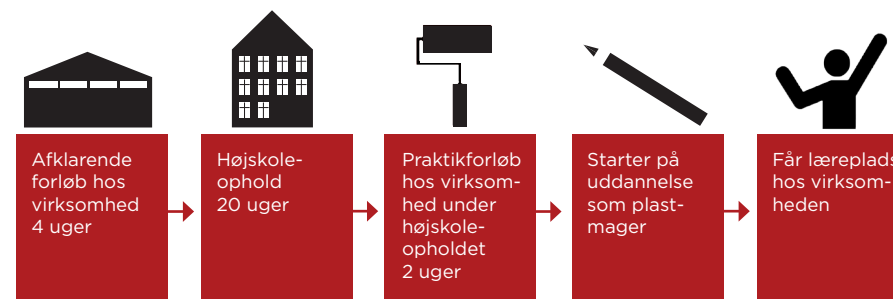 Afklarende
forløb hos
virksomhed
4 uger
Højskole-
ophold
20 uger
Praktikforløb
hos virksom-
hed under
højskole-
opholdet
2 uger
Starter på
uddannelse
som plast-
mager
Får læreplads
hos virksom-
heden